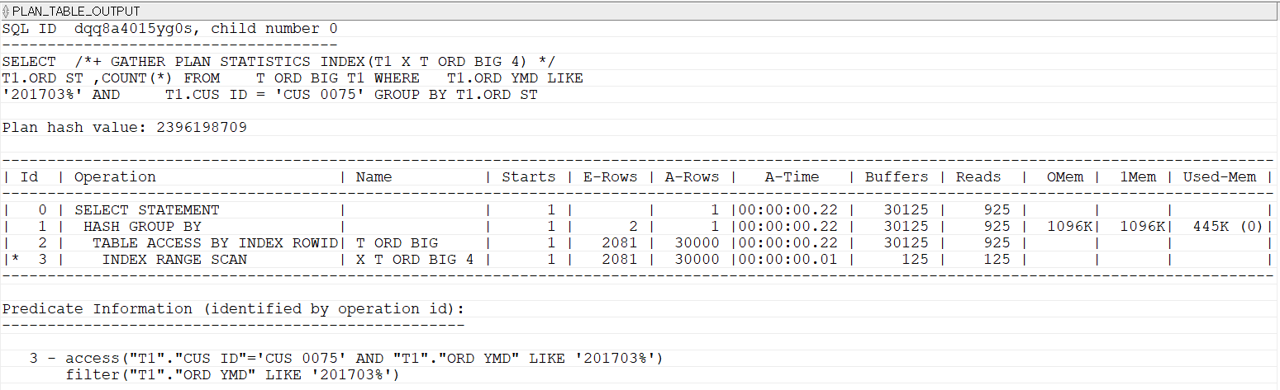 PLAN_TABLE_OUTPUT
SQL ID  dqq8a4015yg0s, child number 0
-------------------------------------
SELECT  /*+ GATHER PLAN STATISTICS INDEX(T1 X T ORD BIG 4) */
T1.ORD ST ,COUNT(*) FROM    T ORD BIG T1 WHERE   T1.ORD YMD LIKE
'201703%' AND     T1.CUS ID = 'CUS 0075' GROUP BY T1.ORD ST
Plan hash value: 2396198709
--------------------------------------------------------------------------------------------------------------------------------------------
| Id  | Operation                   | Name          | Starts | E-Rows | A-Rows |   A-Time   | Buffers | Reads  |  OMem |  1Mem | Used-Mem |
--------------------------------------------------------------------------------------------------------------------------------------------
|   0 | SELECT STATEMENT            |               |      1 |        |      1 |00:00:00.22 |   30125 |    925 |       |       |          |
|   1 |  HASH GROUP BY              |               |      1 |      2 |      1 |00:00:00.22 |   30125 |    925 |  1096K|  1096K|  445K (0)|
|   2 |   TABLE ACCESS BY INDEX ROWID| T ORD BIG     |      1 |   2081 |  30000 |00:00:00.22 |   30125 |    925 |       |       |          |
|*  3 |    INDEX RANGE SCAN         | X T ORD BIG 4 |      1 |   2081 |  30000 |00:00:00.01 |     125 |    125 |       |       |          |
--------------------------------------------------------------------------------------------------------------------------------------------
Predicate Information (identified by operation id):
---------------------------------------------------
3 - access("T1"."CUS ID"='CUS 0075' AND "T1"."ORD YMD" LIKE '201703%')
filter("T1"."ORD YMD" LIKE '201703%')